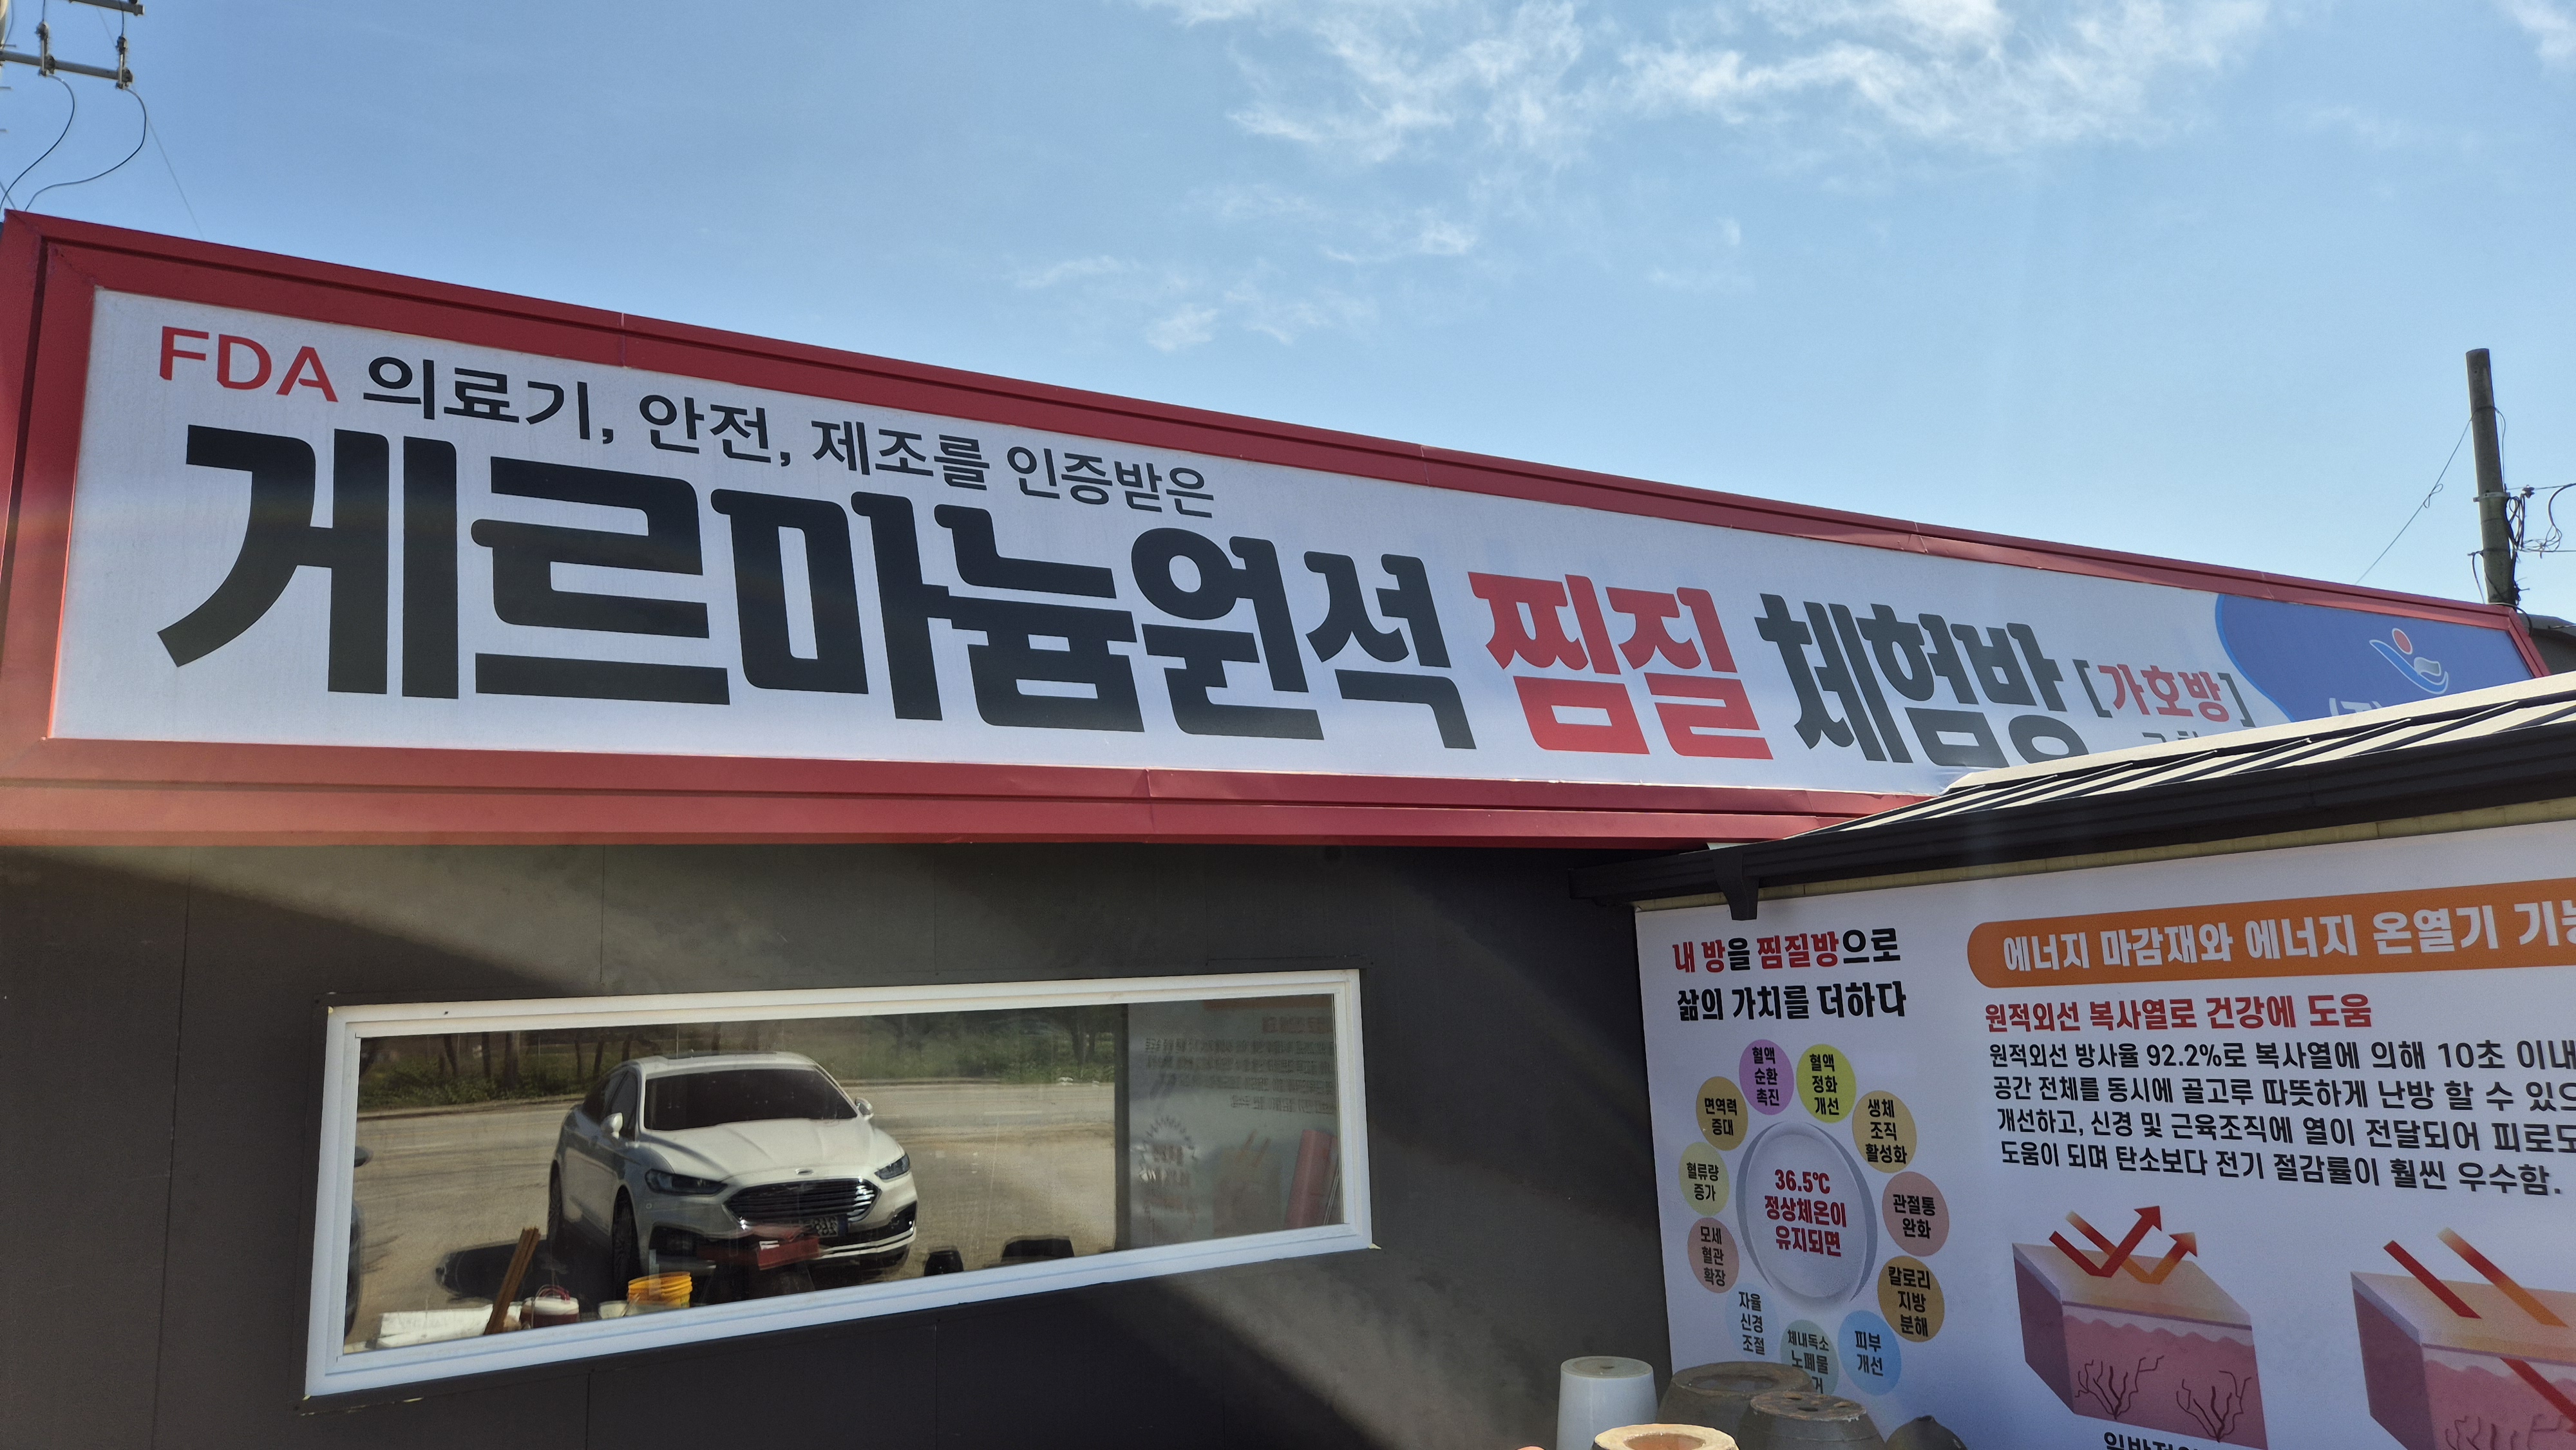 FDA 의료기, 안전, 제조를 인증받은
게르마늄원석 찜질 체험방 [가호방]
내 방을 찜질방으로
삶의 가치를 더하다
혈액
순환
촉진
혈액
정화
개선
면역력
증대
생체
조직
활성화
혈류량
증가
36.5℃
정상체온이
유지되면
관절통
완화
모세
혈관
확장
칼로리
지방
분해
자율
신경
조절
체내독소
노폐물
피부
개선
에너지 마감재와 에너지 온열기
원적외선 복사열로 건강에 도움
원적외선 방사율 92.2%로 복사열에 의해 10초 이내
공간 전체를 동시에 골고루 따뜻하게 난방 할 수
개선하고, 신경 및 근육조직에 열이 전달되어
도움이 되며 탄소보다 전기 절감률이 훨씬 우수함.